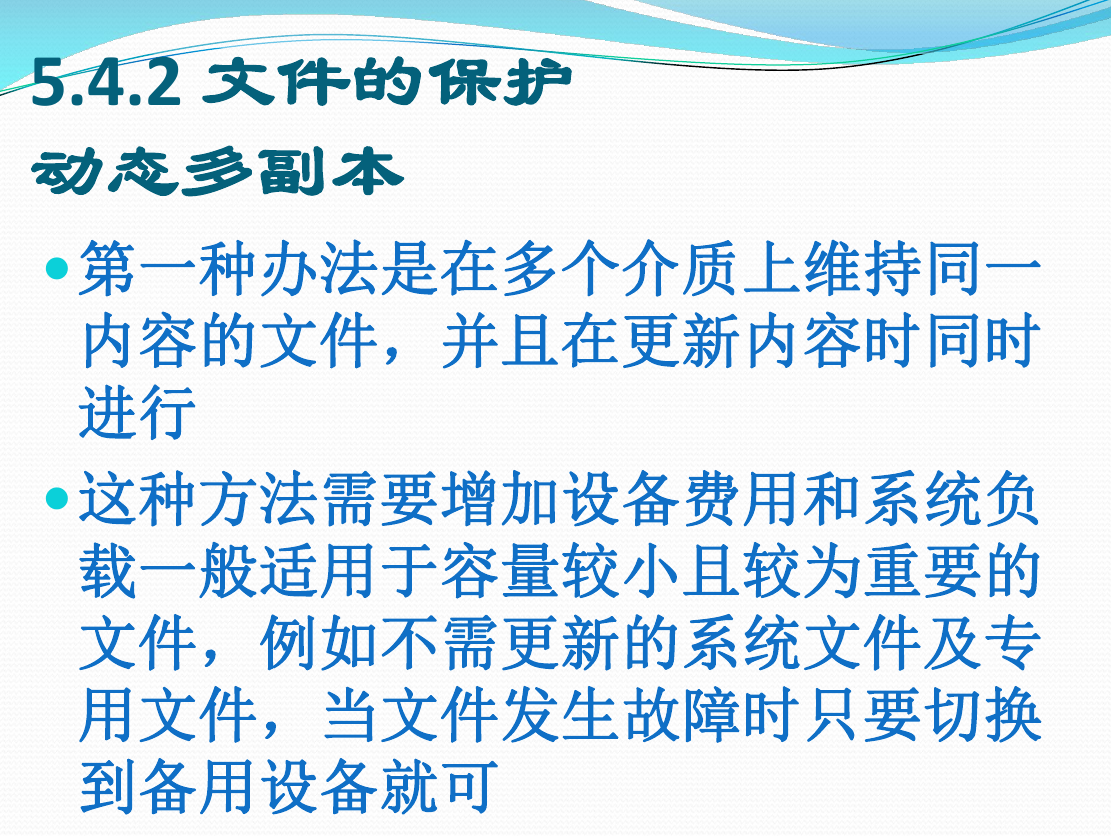 5.4.2 文件的保护
动态多副本
•第一种办法是在多个介质上维持同一
内容的文件，并且在更新内容时同时
进行
•这种方法需要增加设备费用和系统负
载一般适用于容量较小且较为重要的
文件，例如不需更新的系统文件及专
用文件，当文件发生故障时只要切换
到备用设备就可